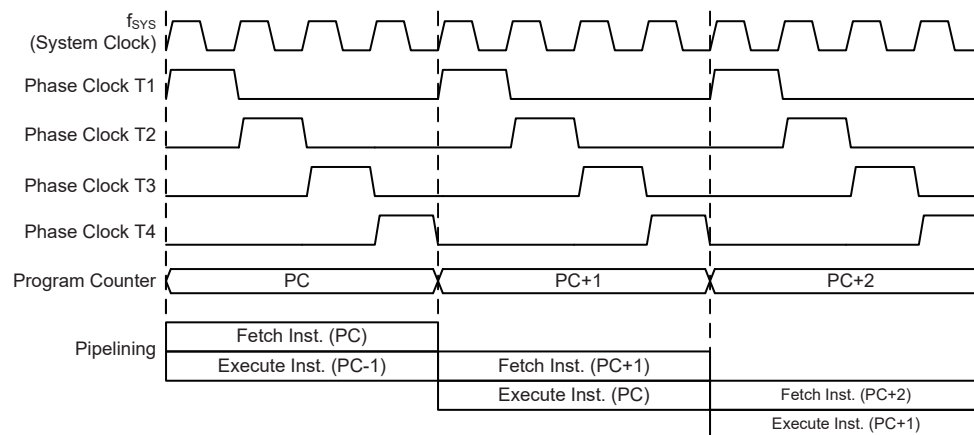 fSYS
(System Clock)
Phase Clock T1
Phase Clock T2
Phase Clock T3
Phase Clock T4
Program Counter PC PC+1 PC+2
Pipelining
Fetch Inst. (PC)
Execute Inst. (PC-1) Fetch Inst. (PC+1)
Execute Inst. (PC) Fetch Inst. (PC+2)
Execute Inst. (PC+1)